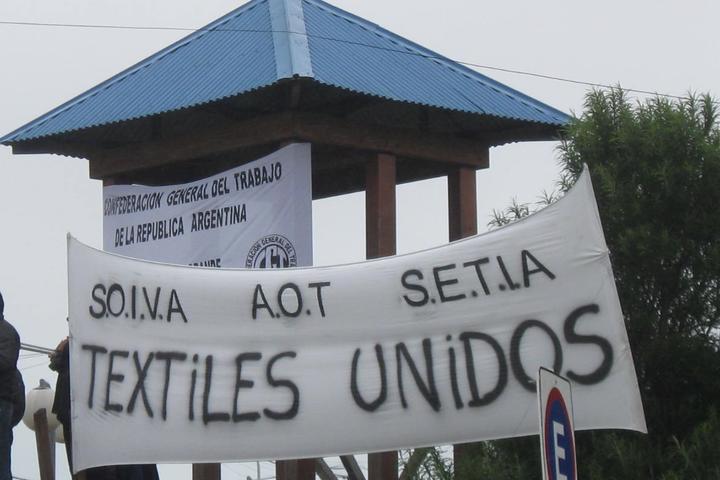 CONFEDERACION GENERAL DEL TRABAJO
DE LA REPUBLICA ARGENTINA
S.O.I.V.A A.O.T S.E.T.I.A
TEXTiLES UNiDOS
E